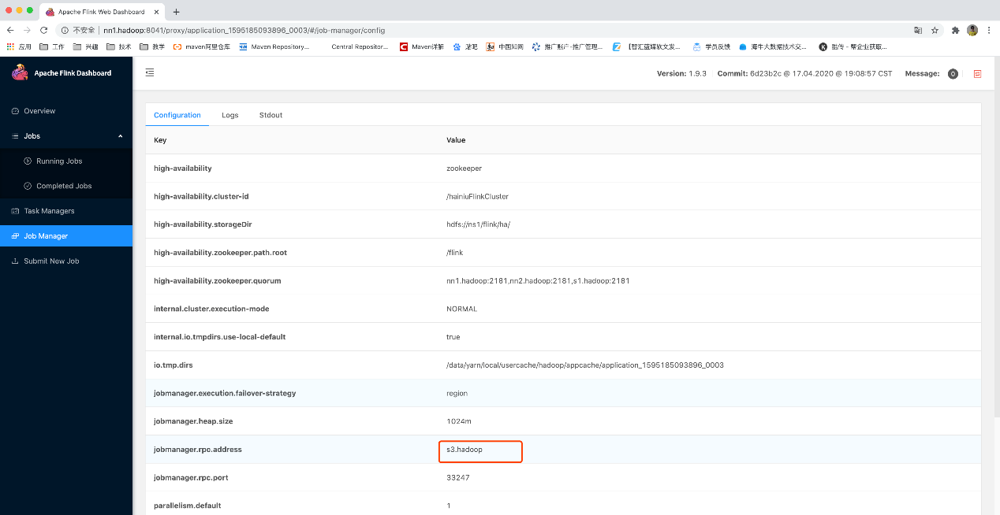 Apache Flink Web Dashboard
不安全 nn1.hadoop:8041/proxy/application_1595185093896_0003/#/job-manager/config
应用 工作 兴趣 技术 教学 maven阿里仓库 Maven Repository... Central Repositor... Maven详解 贴吧 中国知网 推广账户-推广管理... 【智汇蓝媒软文发... 学员反馈 海牛大数据技术交... 酷传 - 帮企业获取...
Apache Flink Dashboard
Version: 1.9.3 Commit: 6d23b2c @ 17.04.2020 @ 19:08:57 CST Message: 0
Overview
Jobs
Running Jobs
Completed Jobs
Task Managers
Job Manager
Submit New Job
Configuration Logs Stdout
Key Value
high-availability zookeeper
high-availability.cluster-id /hainiuFlinkCluster
high-availability.storageDir hdfs://ns1/flink/ha/
high-availability.zookeeper.path.root /flink
high-availability.zookeeper.quorum nn1.hadoop:2181,nn2.hadoop:2181,s1.hadoop:2181
internal.cluster.execution-mode NORMAL
internal.io.tmpdirs.use-local-default true
io.tmp.dirs /data/yarn/local/usercache/hadoop/appcache/application_1595185093896_0003
jobmanager.execution.failover-strategy region
jobmanager.heap.size 1024m
jobmanager.rpc.address s3.hadoop
jobmanager.rpc.port 33247
parallelism.default 1